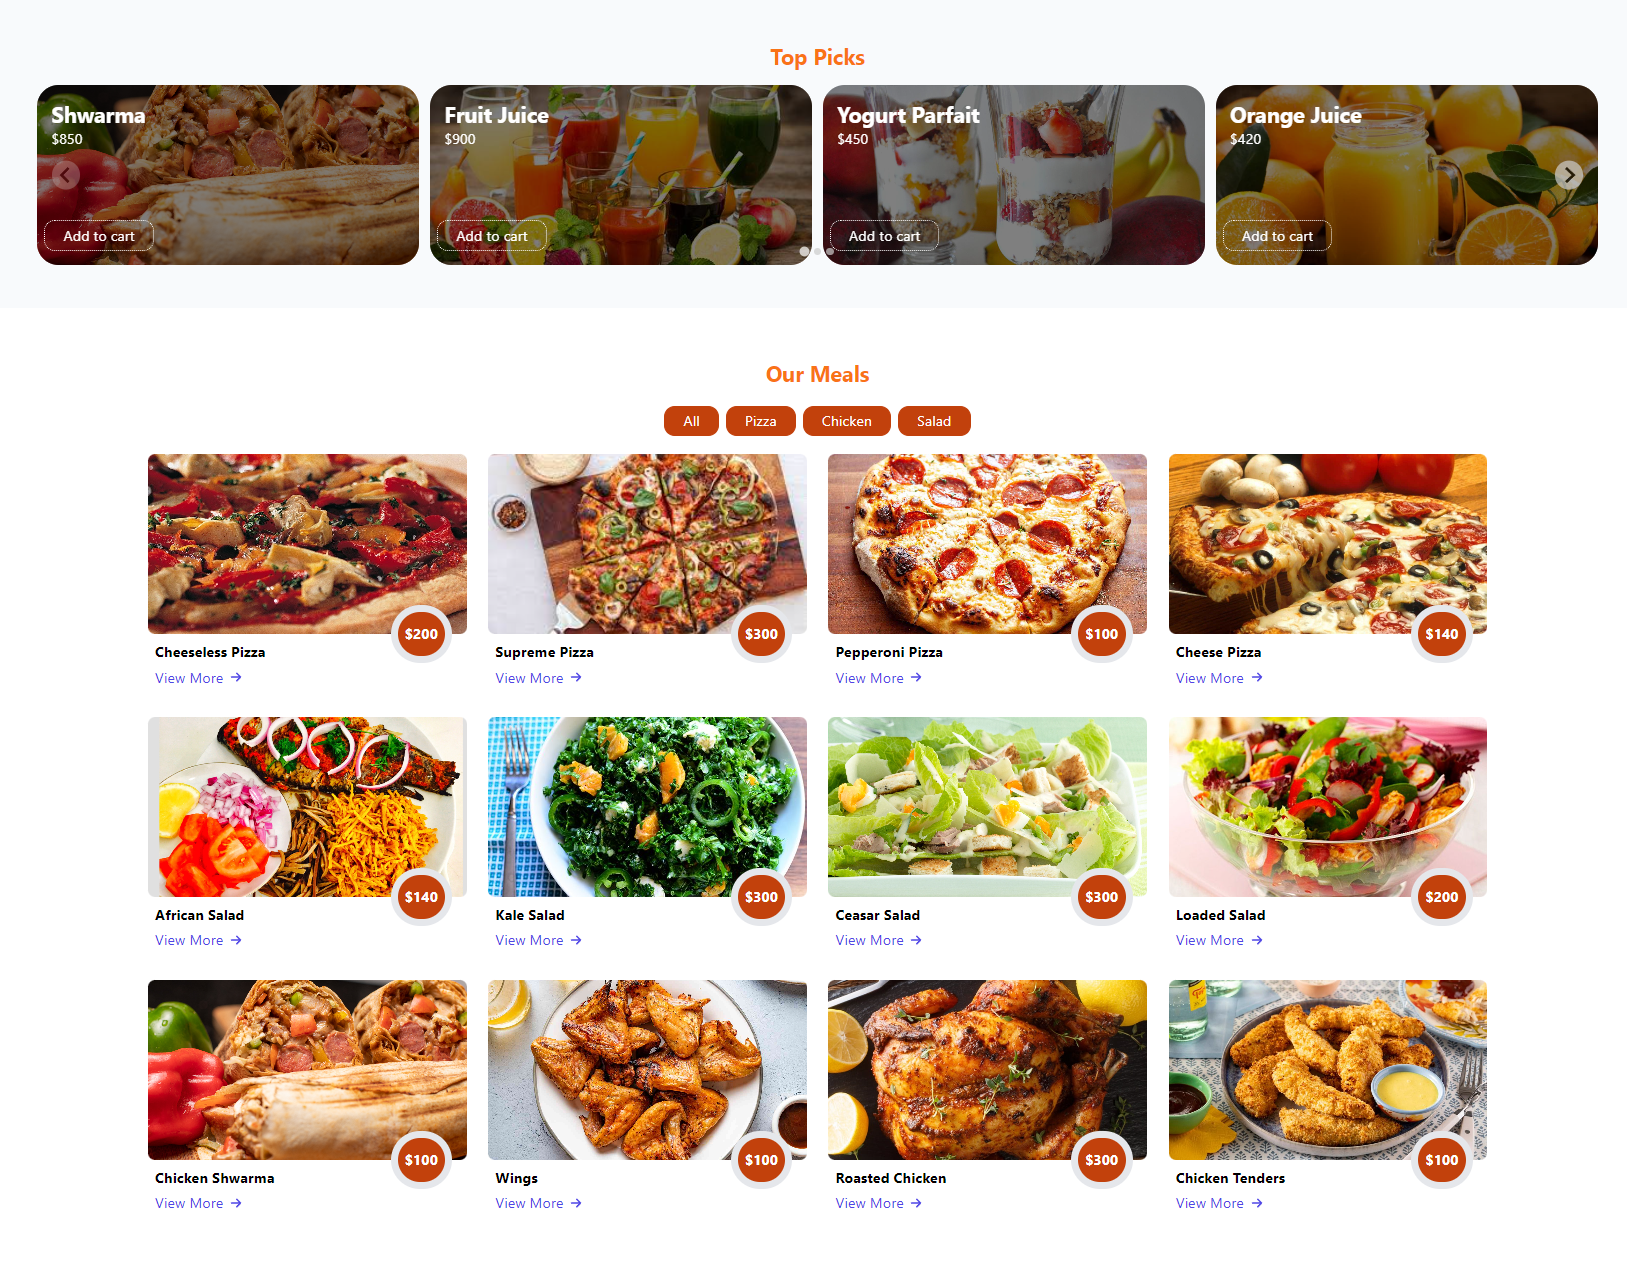 Top Picks
Shwarma
$850
Add to cart
Fruit Juice
$900
Add to cart
Yogurt Parfait
$450
Add to cart
Orange Juice
$420
Add to cart
Our Meals
All
Pizza
Chicken
Salad
$200
Cheeseless Pizza
View More →
$300
Supreme Pizza
View More →
$100
Pepperoni Pizza
View More →
$140
Cheese Pizza
View More →
$140
African Salad
View More →
$300
Kale Salad
View More →
$300
Ceasar Salad
View More →
$200
Loaded Salad
View More →
$100
Chicken Shwarma
View More →
$100
Wings
View More →
$300
Roasted Chicken
View More →
$100
Chicken Tenders
View More →